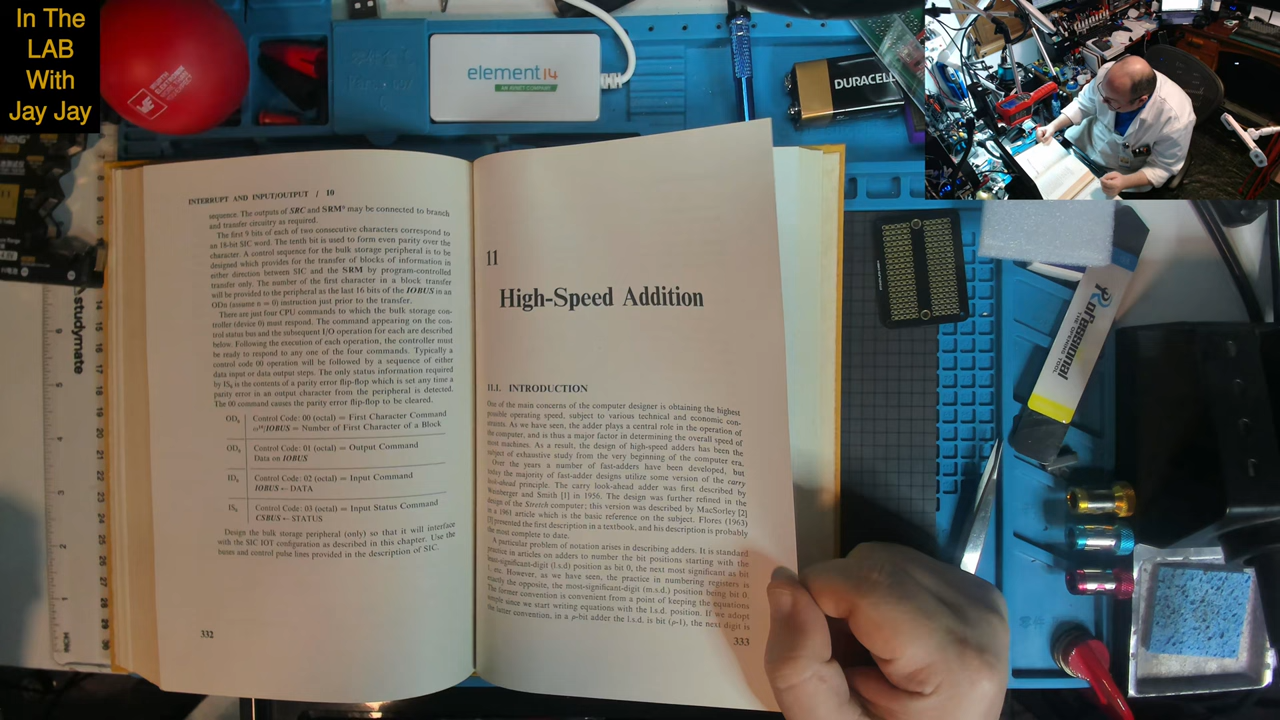 In The
LAB
With
Jay Jay
element14
AN AVNET COMPANY
DURACELL
studymate
INCH
INTERRUPT AND INPUT/OUTPUT / 10
sequence. The outputs of SRC and SRM° may be connected to branch
and transfer circuitry as required.
The first 9 bits of each of two consecutive characters correspond to
an 18-bit SIC word. The tenth bit is used to form even parity over the
character. A control sequence for the bulk storage peripheral is to be
designed which provides for the transfer of blocks of information in
either direction between SIC and the SRM by program-controlled
transfer only. The number of the first character in a block transfer
will be provided to the peripheral as the last 16 bits of the IOBUS in an
OD₀ (assume n = 0) instruction just prior to the transfer.
There are just four CPU commands to which the bulk storage con-
troller (device 0) must respond. The command appearing on the con-
trol status bus and the subsequent I/O operation for each are described
below. Following the execution of each operation, the controller must
be ready to respond to any one of the four commands. Typically a
control code 00 operation will be followed by a sequence of either
data input or data output steps. The only status information required
by IS₀ is the contents of a parity error flip-flop which is set any time a
parity error in an output character from the peripheral is detected.
The 00 command causes the parity error flip-flop to be cleared.
OD₀ Control Code: 00 (octal) = First Character Command
ω¹⁶/IOBUS = Number of First Character of a Block
OD₀ Control Code: 01 (octal) = Output Command
Data on IOBUS
ID₀ Control Code: 02 (octal) = Input Command
IOBUS ← DATA
IS₀ Control Code: 03 (octal) = Input Status Command
CSBUS ← STATUS
Design the bulk storage peripheral (only) so that it will interface
with the SIC IOT configuration as described in this chapter. Use the
buses and control pulse lines provided in the description of SIC.
332
11
High-Speed Addition
11.1. INTRODUCTION
One of the main concerns of the computer designer is obtaining the highest
possible operating speed, subject to various technical and economic con-
straints. As we have seen, the adder plays a central role in the operation of
the computer, and is thus a major factor in determining the overall speed of
most machines. As a result, the design of high-speed adders has been the
subject of exhaustive study from the very beginning of the computer era.
Over the years a number of fast-adders have been developed, but
today the majority of fast-adder designs utilize some version of the carry
look-ahead principle. The carry look-ahead adder was first described by
Weinberger and Smith [1] in 1956. The design was further refined in the
design of the Stretch computer; this version was described by MacSorley [2]
in a 1961 article which is the basic reference on the subject. Flores (1963)
[3] presented the first description in a textbook, and his description is probably
the most complete to date.
A particular problem of notation arises in describing adders. It is standard
practice in articles on adders to number the bit positions starting with the
least-significant-digit (l.s.d) position as bit 0, the next most significant as bit
1, etc. However, as we have seen, the practice in numbering registers is
exactly the opposite, the most-significant-digit (m.s.d.) position being bit 0.
The former convention is convenient from a point of keeping the equations
simple since we start writing equations with the l.s.d. position. If we adopt
the latter convention, in a ρ-bit adder the l.s.d. is bit (ρ-1), the next digit is
333